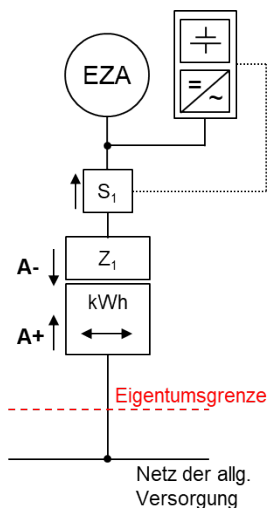 EZA
=
~
S₁
Z₁
A-
kWh
A+
Eigentumsgrenze
Netz der allg.
Versorgung